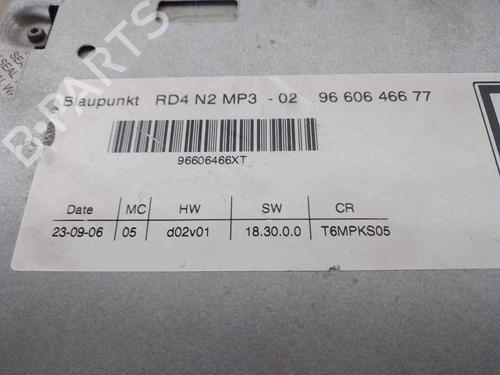 Blaupunkt RD4 N2 MP3 - 02 96 606 466 77
96606466XT
Date MC HW SW CR
23-09-06 05 d02v01 18.30.0.0 T6MPKS05
B-PARTS